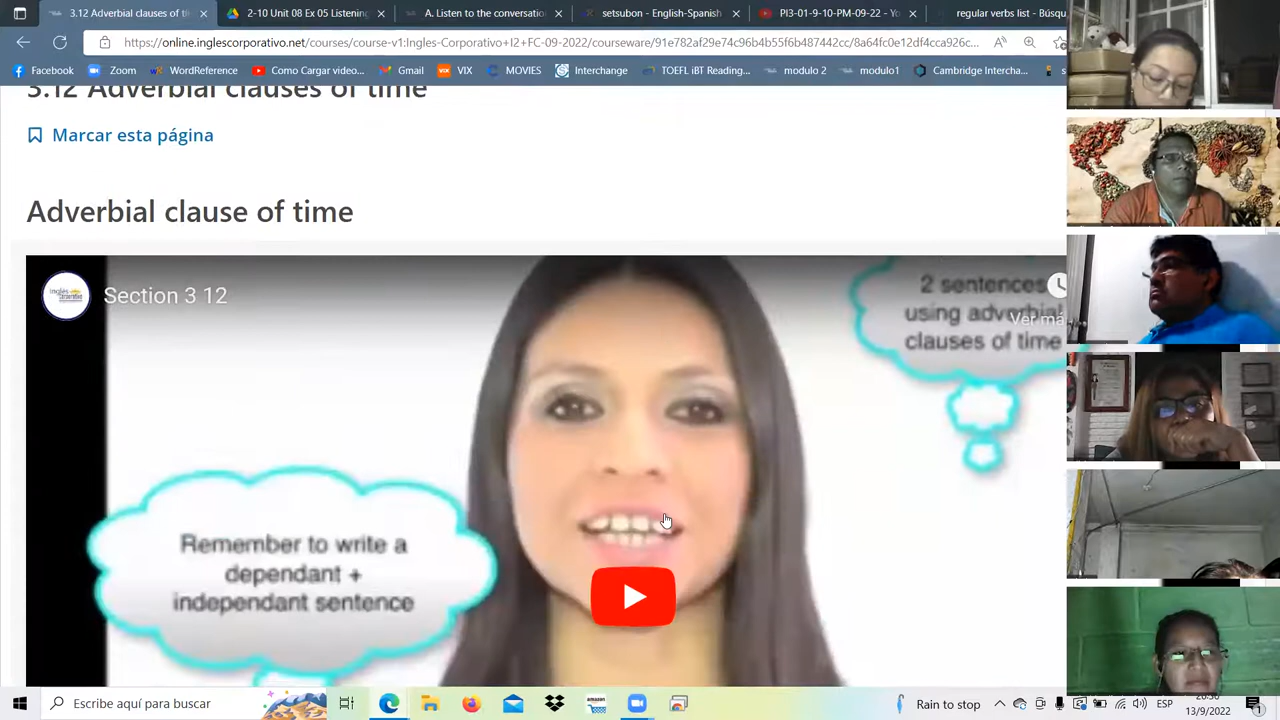 3.12 Adverbial clauses of ti
2-10 Unit 08 Ex 05 Listening
A. Listen to the conversation
setsubon - English-Spanish
PI3-01-9-10-PM-09-22 - Yo
regular verbs list - Búsqu
https://online.inglescorporativo.net/courses/course-v1:Ingles-Corporativo+I2+FC-09-2022/courseware/91e782af29e74c96b4b55f6b487442cc/8a64fc0e12df4cca926c...
Facebook
Zoom
WordReference
Como Cargar video...
Gmail
VIX
MOVIES
Interchange
TOEFL iBT Reading...
modulo 2
modulo1
Cambridge Intercha...
3.12 Adverbial clauses of time
Marcar esta página
Adverbial clause of time
Section 3 12
2 sentences
using adverbial
clauses of time
Ver má
Remember to write a
dependant +
independant sentence
Escribe aquí para buscar
Rain to stop
ESP
20:50
13/9/2022